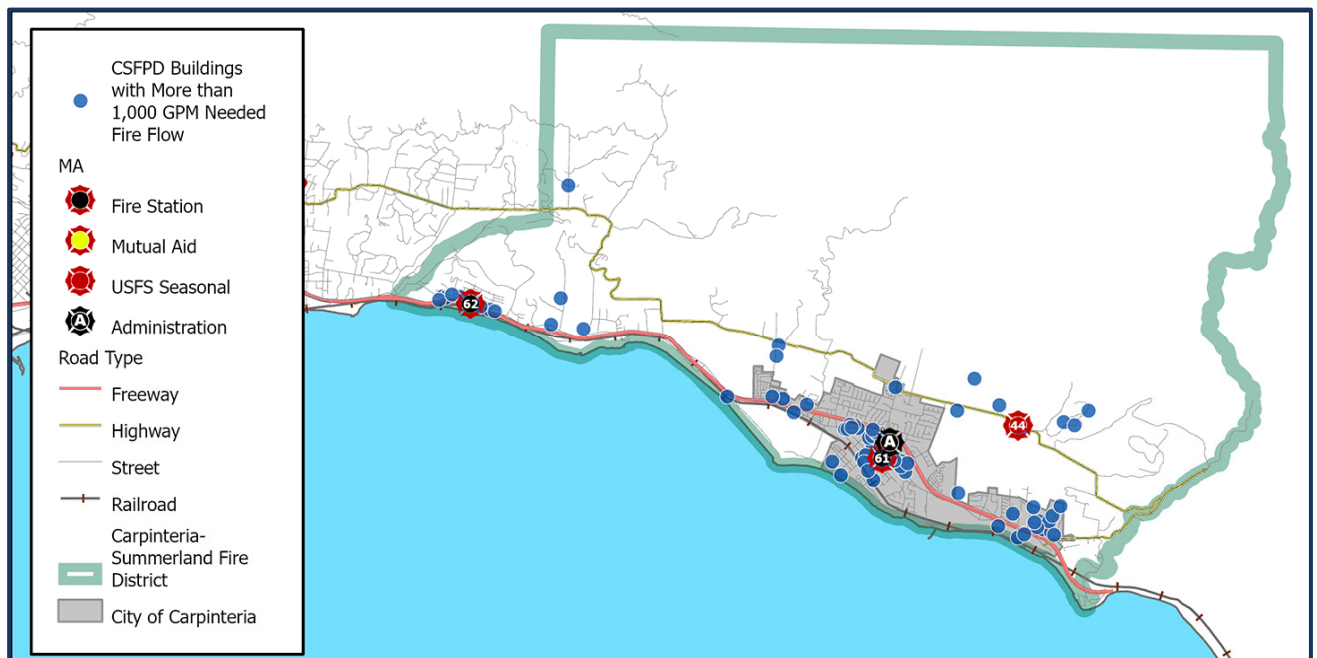 CSFPD Buildings
with More than
1,000 GPM Needed
Fire Flow
MA
Fire Station
Mutual Aid
USFS Seasonal
A
Administration
Road Type
Freeway
Highway
Street
Railroad
Carpinteria-
Summerland Fire
District
City of Carpinteria
62
44
A
61